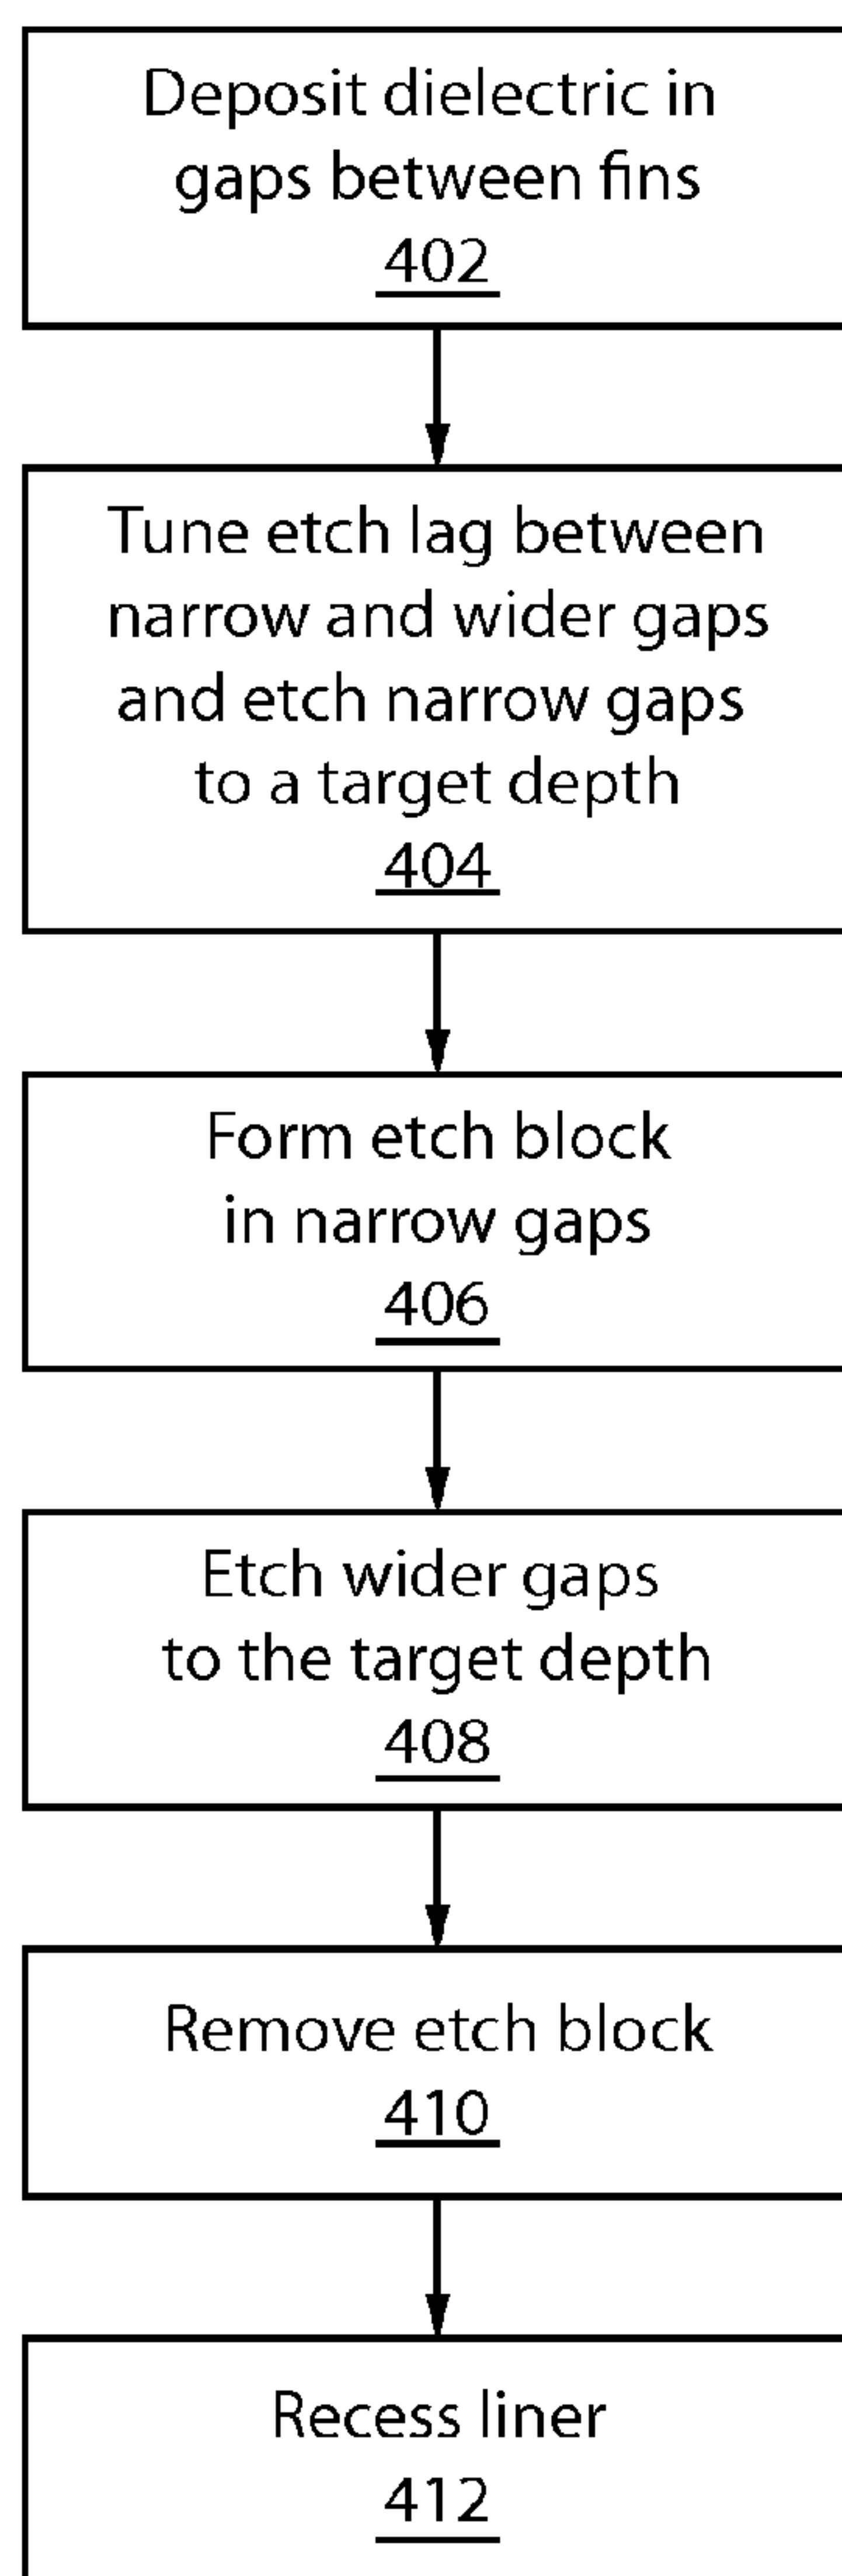 Deposit dielectric in
gaps between fins
402
Tune etch lag between
narrow and wider gaps
and etch narrow gaps
to a target depth
404
Form etch block
in narrow gaps
406
Etch wider gaps
to the target depth
408
Remove etch block
410
Recess liner
412